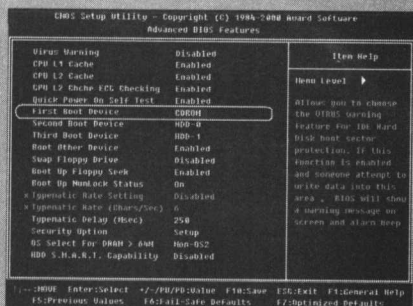 CMOS Setup Utility - Copyright (C) 1984-2000 Award Software
Advanced BIOS Features
Virus Warning Disabled
CPU L1 Cache Enabled
CPU L2 Cache Enabled
CPU L2 Chche ECC Checking Enabled
Quick Power On Self Test Enabled
First Boot Device CDROM
Second Boot Device HDD-0
Third Boot Device HDD-1
Boot Other Device Enabled
Swap Floppy Drive Disabled
Boot Up Floppy Seek Enabled
Boot Up NumLock Status On
x Typematic Rate Setting Disabled
x Typematic Rate (Chars/Sec) 6
Typematic Delay (Msec) 250
Security Option Setup
OS Select For DRAM > 64M Non-OS2
HDD S.M.A.R.T. Capability Disabled
Item Help
Menu Level
Allows you to choose
the VIRUS warning
feature for IDE Hard
Disk boot sector
protection. If this
function is enabled
and someone attempt to
write data into this
area , BIOS will show
a warning message on
screen and alarm beep
:MOVE Enter:Select +/-/PU/PD:Value F10:Save ESC:Exit F1:General Help
F5:Previous Values F6:Fail-Safe Defaults F7:Optimized Defaults